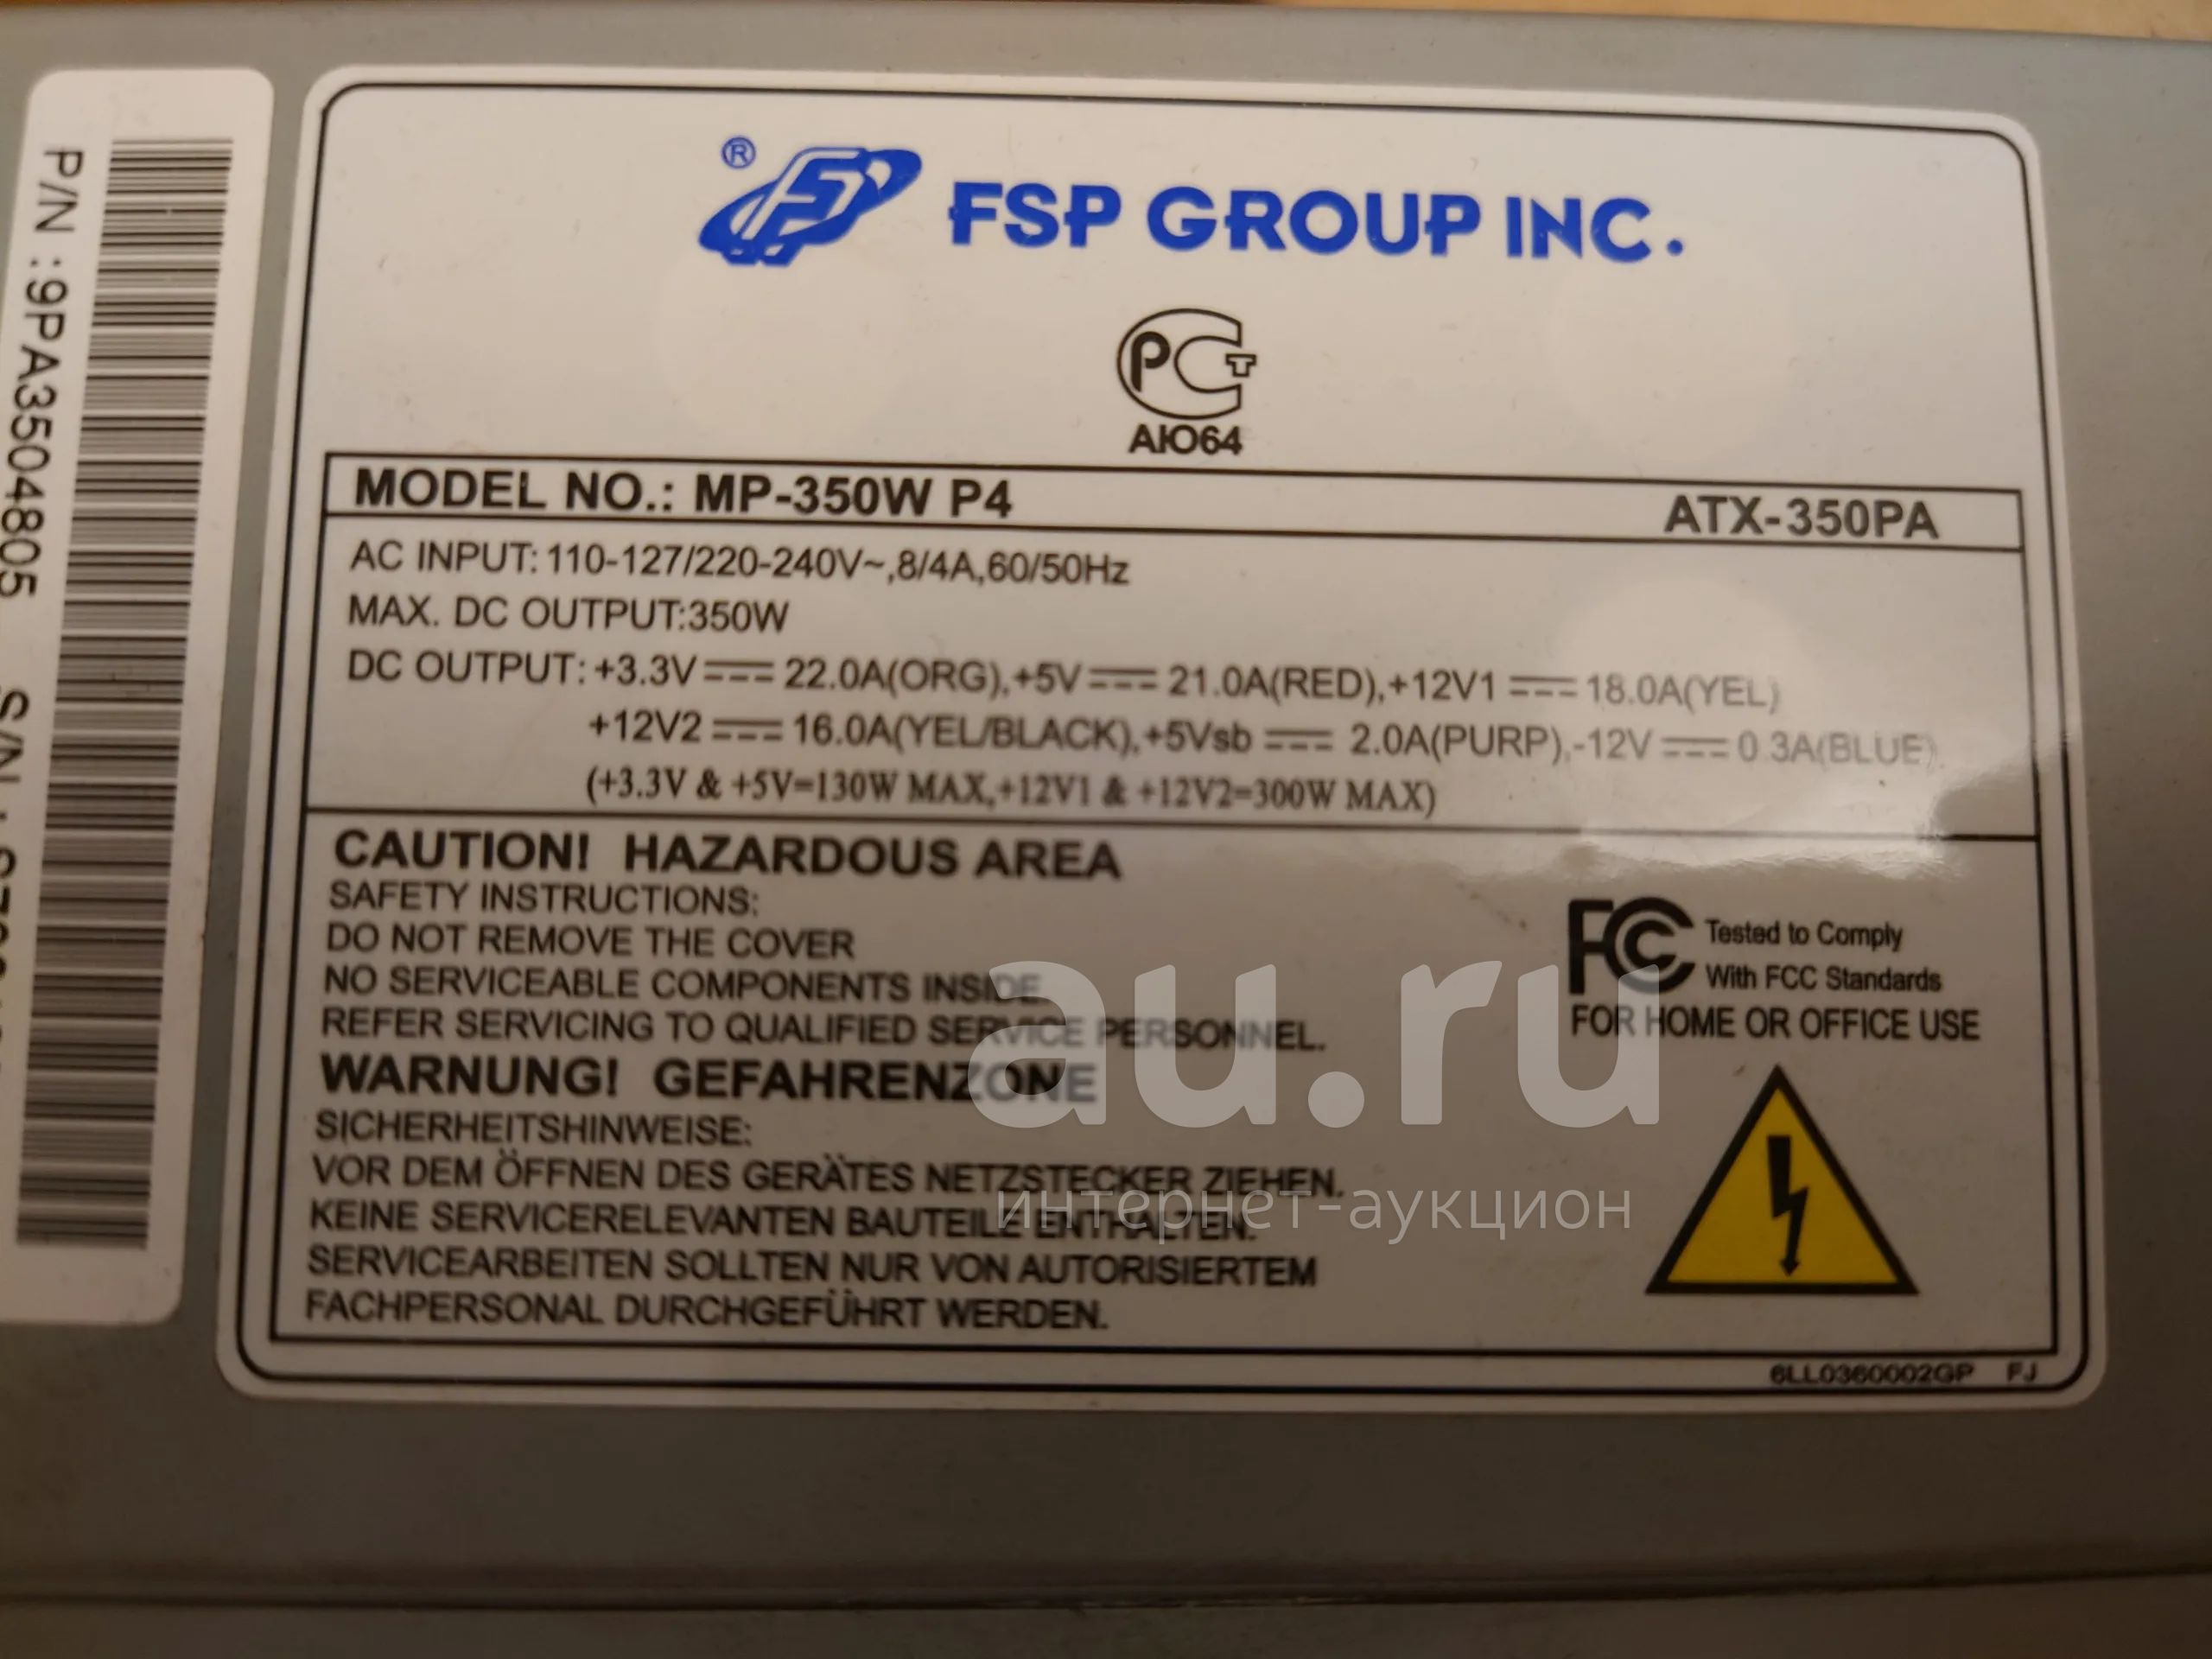 P/N :9PA3504805
S/N :
® FSP GROUP INC.
РСТ
АЮ64
MODEL NO.: MP-350W P4 ATX-350PA
AC INPUT: 110-127/220-240V~,8/4A,60/50Hz
MAX. DC OUTPUT:350W
DC OUTPUT: +3.3V⎓22.0A(ORG),+5V⎓21.0A(RED),+12V1⎓18.0A(YEL)
+12V2⎓16.0A(YEL/BLACK),+5Vsb⎓2.0A(PURP),-12V⎓0.3A(BLUE)
(+3.3V & +5V=130W MAX,+12V1 & +12V2=300W MAX)
CAUTION! HAZARDOUS AREA
SAFETY INSTRUCTIONS:
DO NOT REMOVE THE COVER
NO SERVICEABLE COMPONENTS INSIDE
REFER SERVICING TO QUALIFIED SERVICE PERSONNEL.
WARNUNG! GEFAHRENZONE
SICHERHEITSHINWEISE:
VOR DEM ÖFFNEN DES GERÄTES NETZSTECKER ZIEHEN.
KEINE SERVICERELEVANTEN BAUTEILE ENTHALTEN.
SERVICEARBEITEN SOLLTEN NUR VON AUTORISIERTEM
FACHPERSONAL DURCHGEFÜHRT WERDEN.
FC Tested to Comply
With FCC Standards
FOR HOME OR OFFICE USE
6LL0360002GP FJ
au.ru
интернет-аукцион